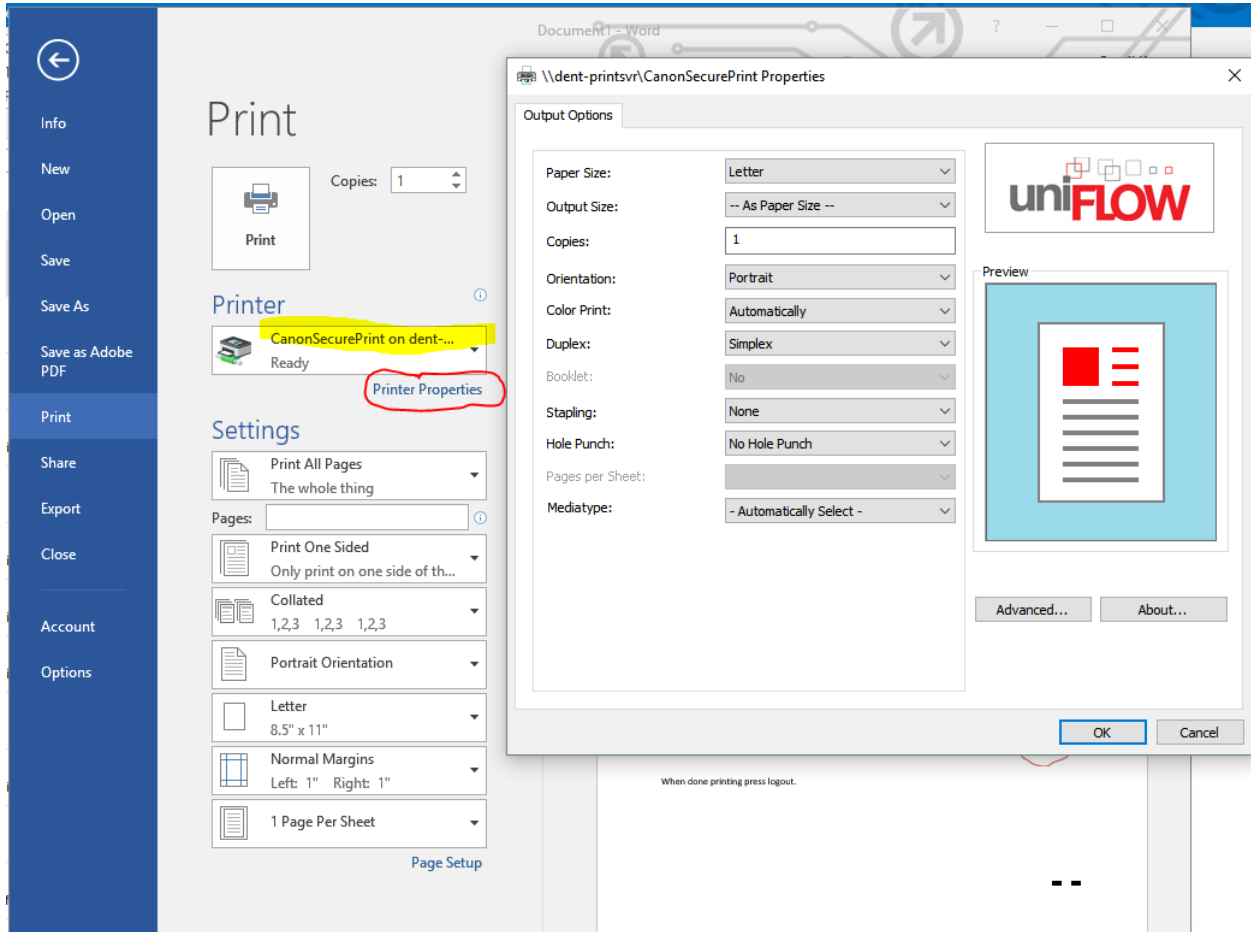 Document1 - Word
?
Info
New
Open
Save
Save As
Save as Adobe
PDF
Print
Share
Export
Close
Account
Options
Print
Copies: 1
Print
Printer
CanonSecurePrint on dent-...
Ready
Printer Properties
Settings
Print All Pages
The whole thing
Pages:
Print One Sided
Only print on one side of th...
Collated
1,2,3 1,2,3 1,2,3
Portrait Orientation
Letter
8.5" x 11"
Normal Margins
Left: 1" Right: 1"
1 Page Per Sheet
Page Setup
\\dent-printsvr\CanonSecurePrint Properties
Output Options
Paper Size: Letter
Output Size: -- As Paper Size --
Copies: 1
Orientation: Portrait
Color Print: Automatically
Duplex: Simplex
Booklet: No
Stapling: None
Hole Punch: No Hole Punch
Pages per Sheet:
Mediatype: - Automatically Select -
uniFLOW
Preview
Advanced... About...
OK Cancel
When done printing press logout.